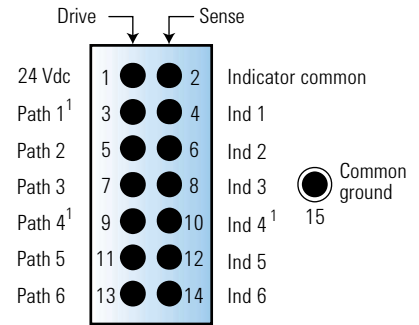 Drive Sense
24 Vdc 1 2 Indicator common
Path 1¹ 3 4 Ind 1
Path 2 5 6 Ind 2
Path 3 7 8 Ind 3
Common
ground
15
Path 4¹ 9 10 Ind 4¹
Path 5 11 12 Ind 5
Path 6 13 14 Ind 6